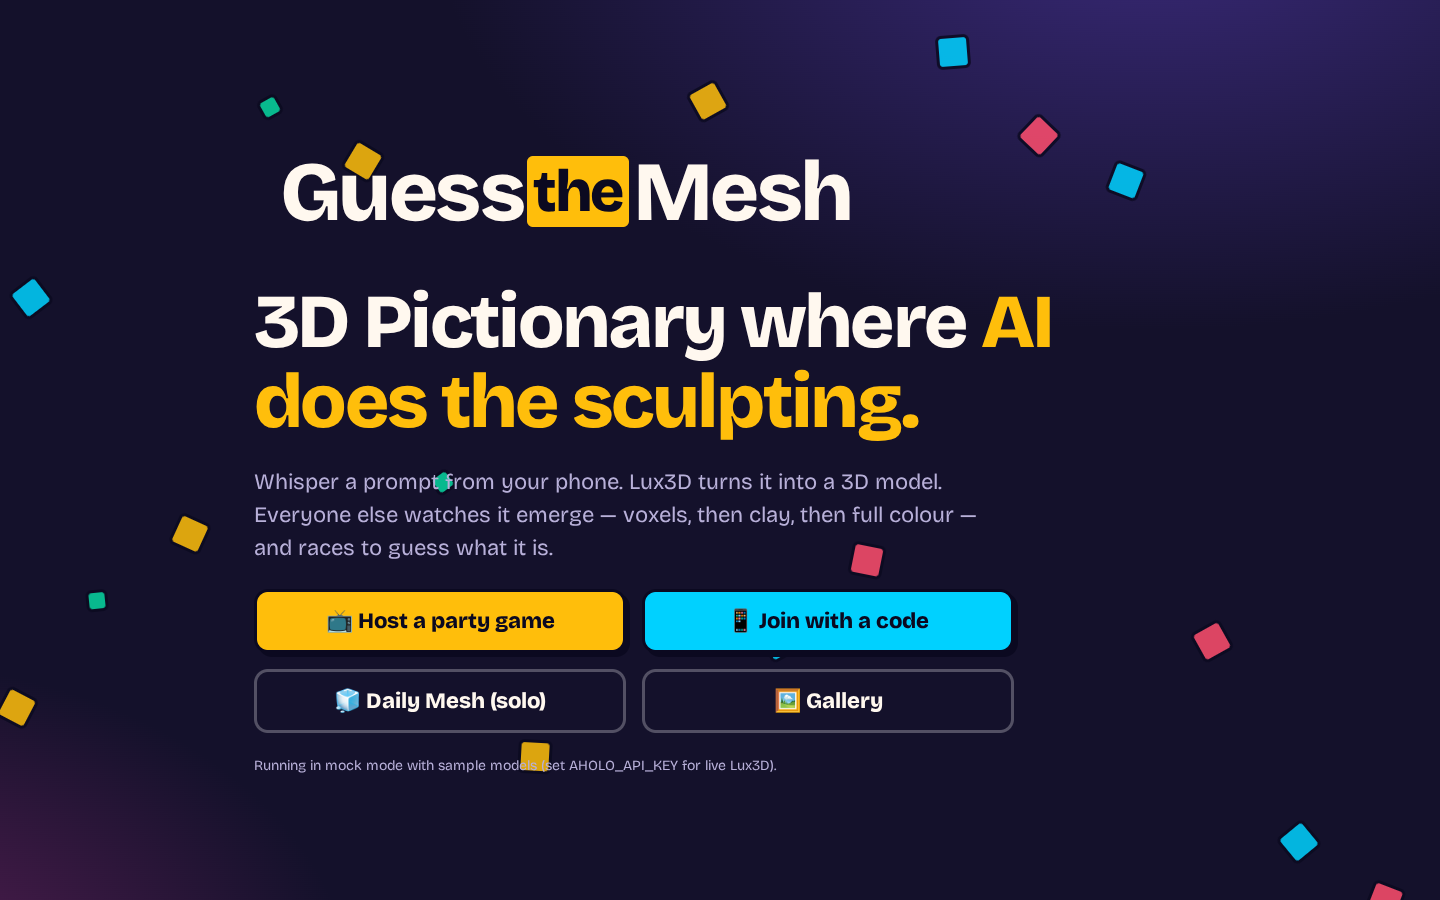 Guess the Mesh
3D Pictionary where AI
does the sculpting.
Whisper a prompt from your phone. Lux3D turns it into a 3D model.
Everyone else watches it emerge — voxels, then clay, then full colour —
and races to guess what it is.
📺 Host a party game
📱 Join with a code
🧊 Daily Mesh (solo)
🖼️ Gallery
Running in mock mode with sample models (set AHOLO_API_KEY for live Lux3D).